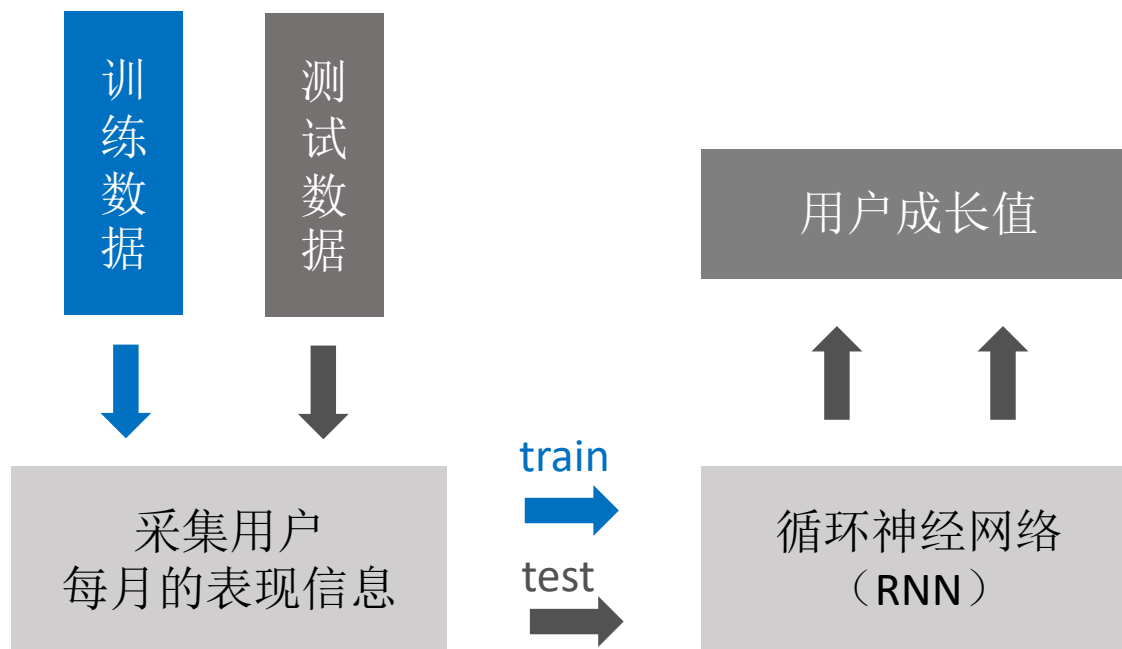 训练数据
测试数据
用户成长值
train
采集用户
每月的表现信息
test
循环神经网络
（RNN）